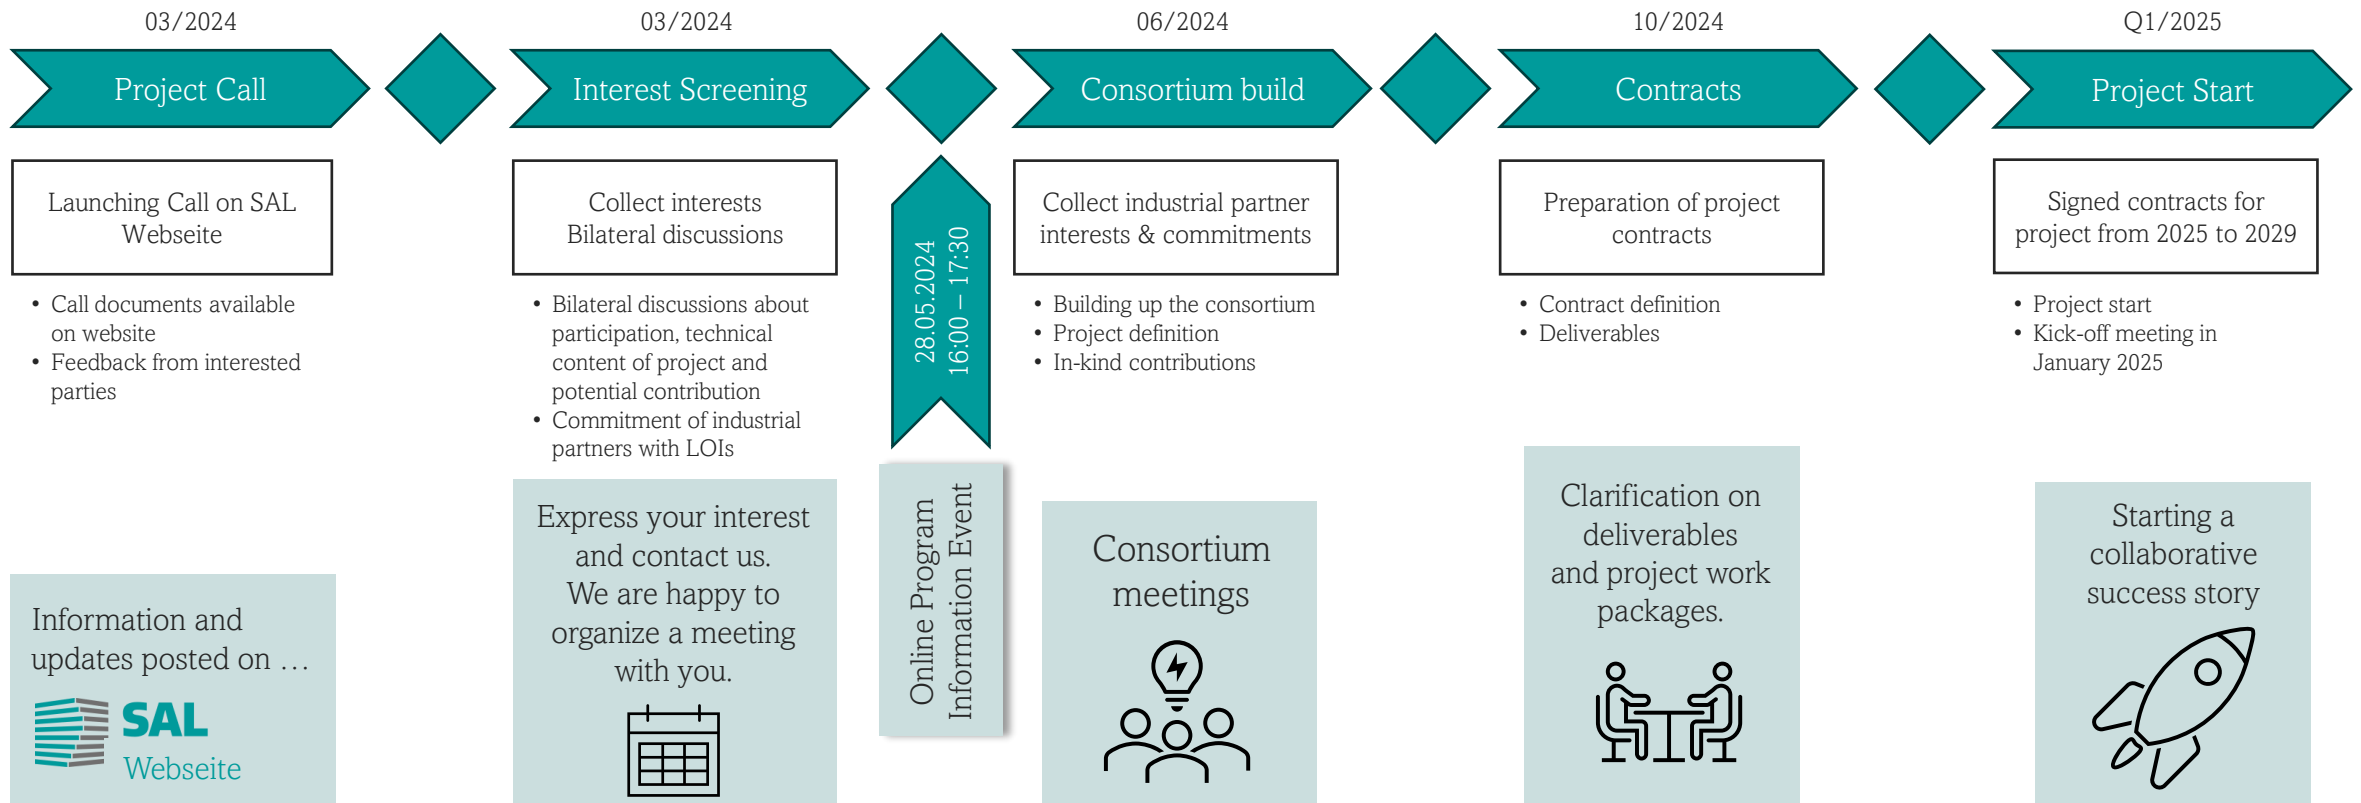 03/2024
Project Call
Launching Call on SAL
Webseite
• Call documents available
on website
• Feedback from interested
parties
Information and
updates posted on …
SAL
Webseite
03/2024
Interest Screening
Collect interests
Bilateral discussions
• Bilateral discussions about
participation, technical
content of project and
potential contribution
• Commitment of industrial
partners with LOIs
Express your interest
and contact us.
We are happy to
organize a meeting
with you.
28.05.2024
16:00 – 17:30
Online Program
Information Event
06/2024
Consortium build
Collect industrial partner
interests & commitments
• Building up the consortium
• Project definition
• In-kind contributions
Consortium
meetings
10/2024
Contracts
Preparation of project
contracts
• Contract definition
• Deliverables
Clarification on
deliverables
and project work
packages.
Q1/2025
Project Start
Signed contracts for
project from 2025 to 2029
• Project start
• Kick-off meeting in
January 2025
Starting a
collaborative
success story